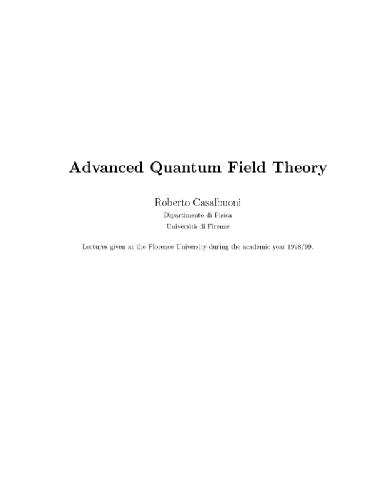 Advanced Quantum Field Theory
Roberto Casalbuoni
Dipartimento di Fisica
Università di Firenze
Lectures given at the Florence University during the academic year 1998/99.